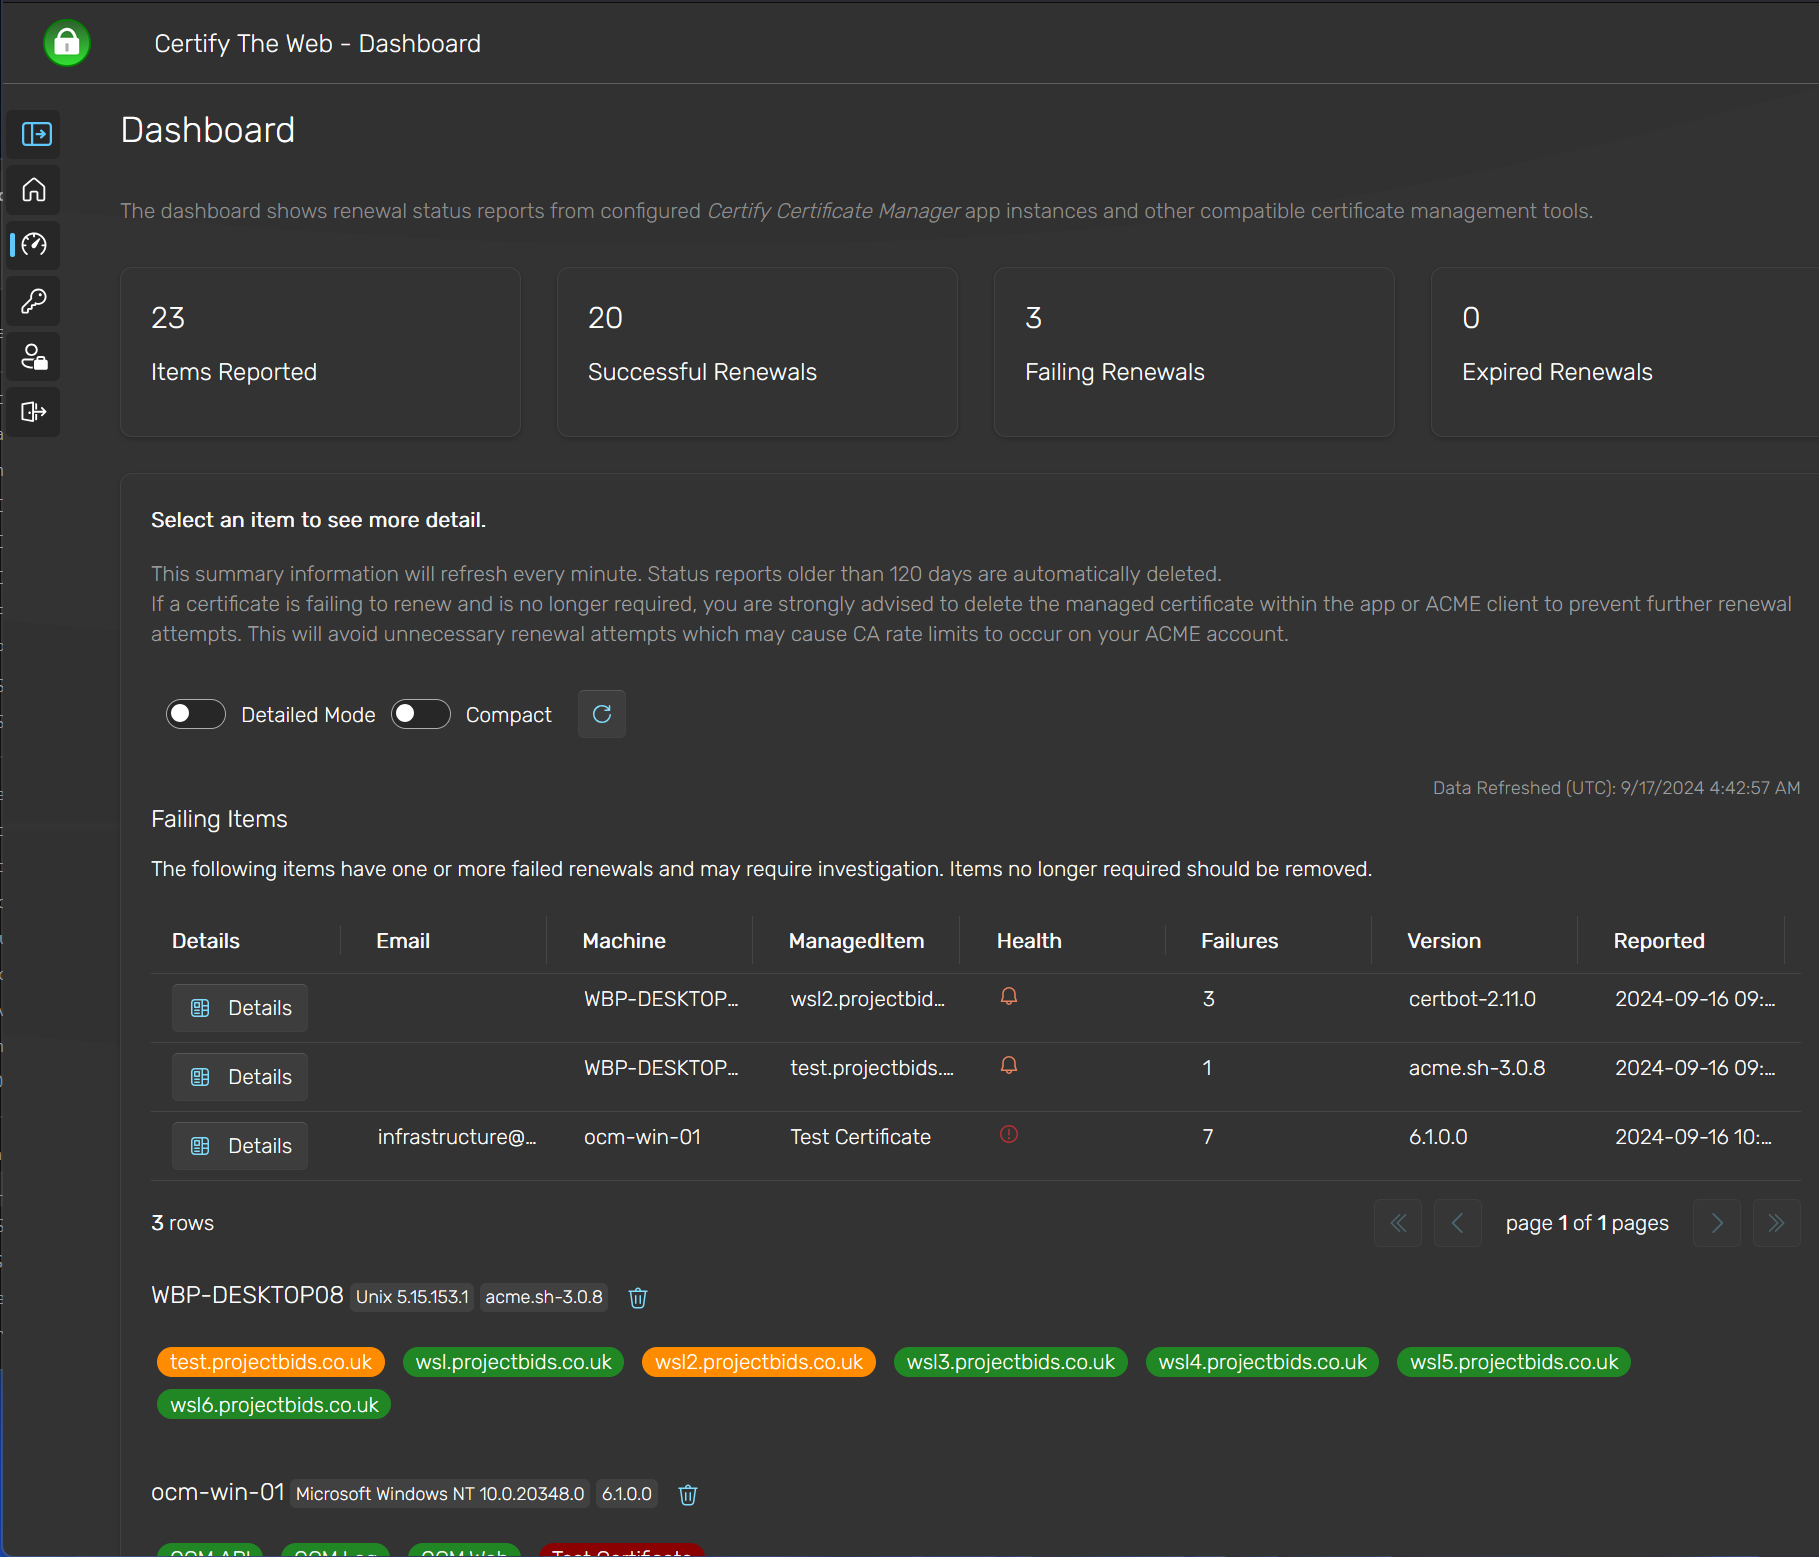 Certify The Web - Dashboard
Dashboard
The dashboard shows renewal status reports from configured Certify Certificate Manager app instances and other compatible certificate management tools.
23
Items Reported
20
Successful Renewals
3
Failing Renewals
0
Expired Renewals
Select an item to see more detail.
This summary information will refresh every minute. Status reports older than 120 days are automatically deleted.
If a certificate is failing to renew and is no longer required, you are strongly advised to delete the managed certificate within the app or ACME client to prevent further renewal
attempts. This will avoid unnecessary renewal attempts which may cause CA rate limits to occur on your ACME account.
Detailed Mode Compact
Data Refreshed (UTC): 9/17/2024 4:42:57 AM
Failing Items
The following items have one or more failed renewals and may require investigation. Items no longer required should be removed.
Details Email Machine ManagedItem Health Failures Version Reported
Details WBP-DESKTOP... wsl2.projectbid... 3 certbot-2.11.0 2024-09-16 09:...
Details WBP-DESKTOP... test.projectbids.... 1 acme.sh-3.0.8 2024-09-16 09:...
Details infrastructure@... ocm-win-01 Test Certificate 7 6.1.0.0 2024-09-16 10:...
3 rows page 1 of 1 pages
WBP-DESKTOP08 Unix 5.15.153.1 acme.sh-3.0.8
test.projectbids.co.uk wsl.projectbids.co.uk wsl2.projectbids.co.uk wsl3.projectbids.co.uk wsl4.projectbids.co.uk wsl5.projectbids.co.uk
wsl6.projectbids.co.uk
ocm-win-01 Microsoft Windows NT 10.0.20348.0 6.1.0.0
OCM API OCM Log OCM Web Test Certificate